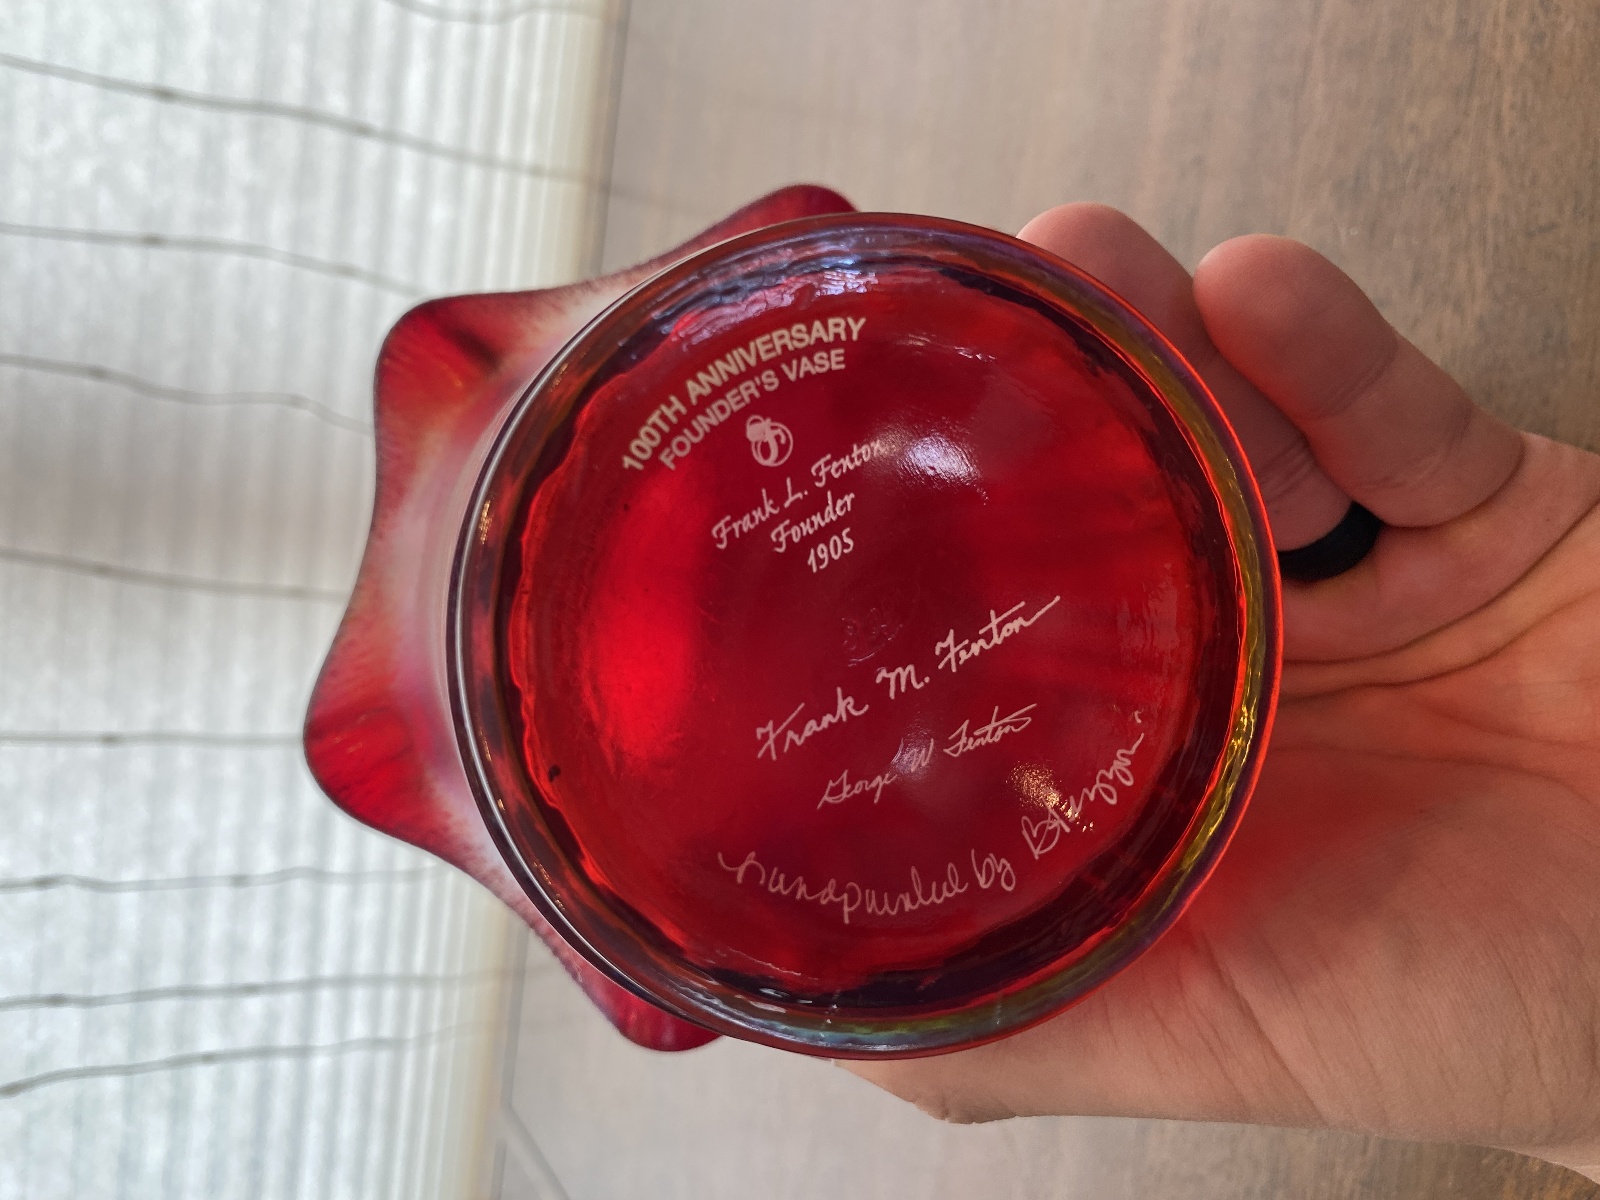 100TH ANNIVERSARY
FOUNDER'S VASE
Frank L. Fenton
Founder
1905
Frank M. Fenton
George W Fenton
handpainted by